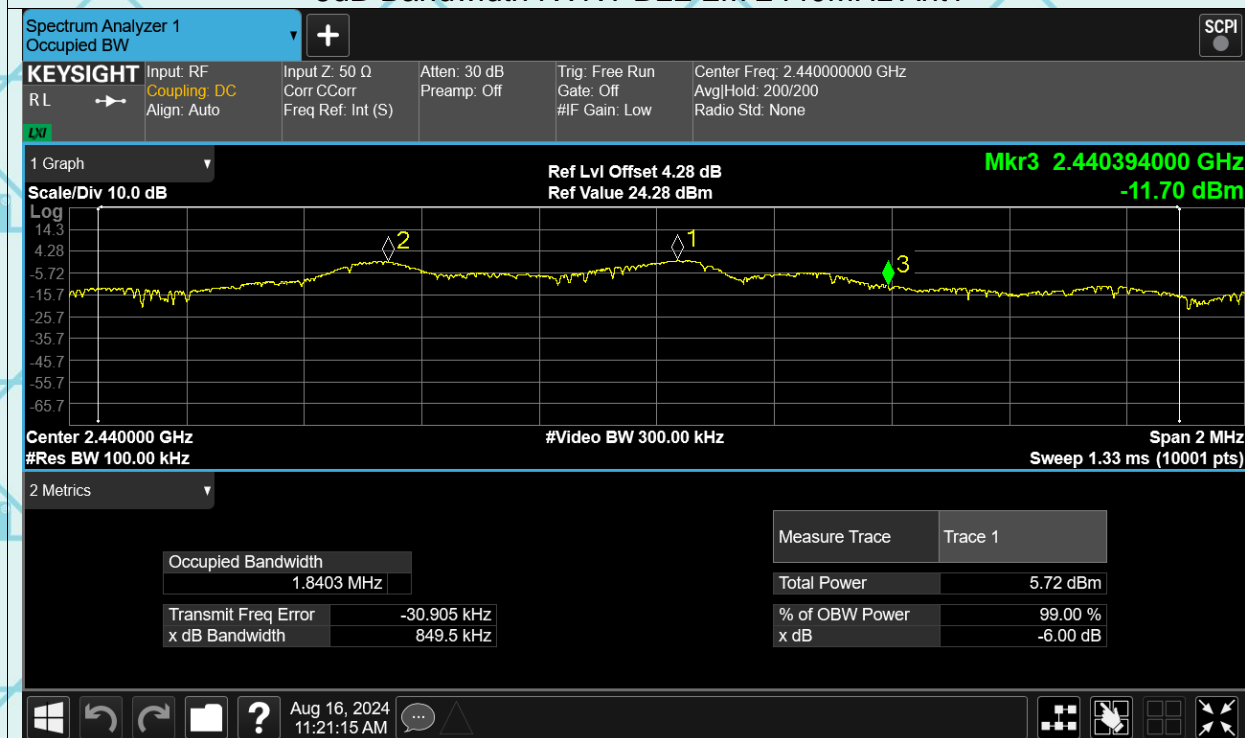 Spectrum Analyzer 1
Occupied BW
SCPI
KEYSIGHT
R L
LXI
Input: RF
Coupling: DC
Align: Auto
Input Z: 50 Ω
Corr CCorr
Freq Ref: Int (S)
Atten: 30 dB
Preamp: Off
Trig: Free Run
Gate: Off
#IF Gain: Low
Center Freq: 2.440000000 GHz
Avg|Hold: 200/200
Radio Std: None
1 Graph
Scale/Div 10.0 dB
Ref Lvl Offset 4.28 dB
Ref Value 24.28 dBm
Mkr3 2.440394000 GHz
-11.70 dBm
Log
14.3
4.28
-5.72
-15.7
-25.7
-35.7
-45.7
-55.7
-65.7
2
1
3
Center 2.440000 GHz
#Video BW 300.00 kHz
Span 2 MHz
#Res BW 100.00 kHz
Sweep 1.33 ms (10001 pts)
2 Metrics
Occupied Bandwidth
1.8403 MHz
Transmit Freq Error -30.905 kHz
x dB Bandwidth 849.5 kHz
Measure Trace Trace 1
Total Power 5.72 dBm
% of OBW Power 99.00 %
x dB -6.00 dB
?
Aug 16, 2024
11:21:15 AM